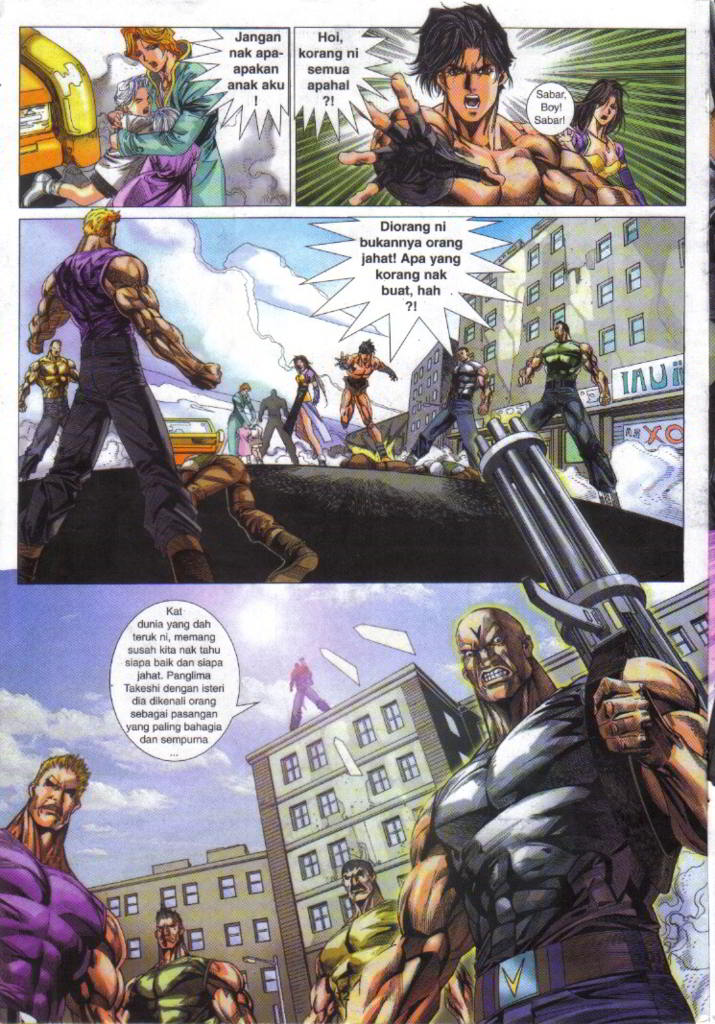 Jangan
nak apa-
apakan
anak aku
!
Hoi,
korang ni
semua
apahal
?!
Sabar,
Boy!
Sabar!
Diorang ni
bukannya orang
jahat! Apa yang
korang nak
buat, hah
?!
Kat
dunia yang dah
teruk ni, memang
susah kita nak tahu
siapa baik dan siapa
jahat. Panglima
Takeshi dengan isteri
dia dikenali orang
sebagai pasangan
yang paling bahagia
dan sempurna
...